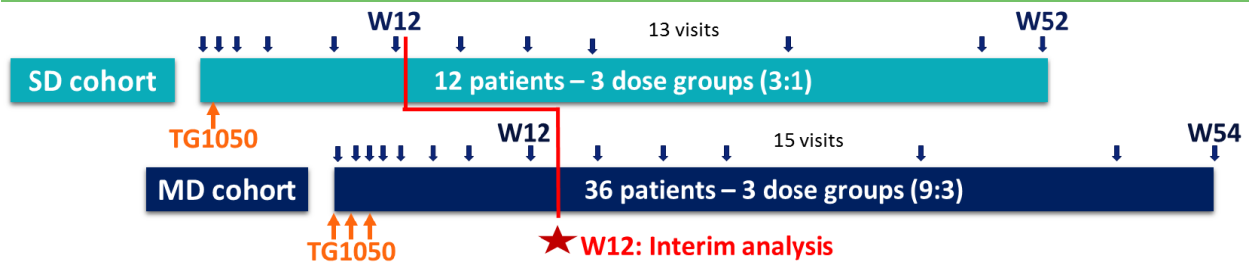 W12
13 visits
W52
SD cohort
12 patients – 3 dose groups (3:1)
TG1050
W12
15 visits
W54
MD cohort
36 patients – 3 dose groups (9:3)
TG1050
W12: Interim analysis